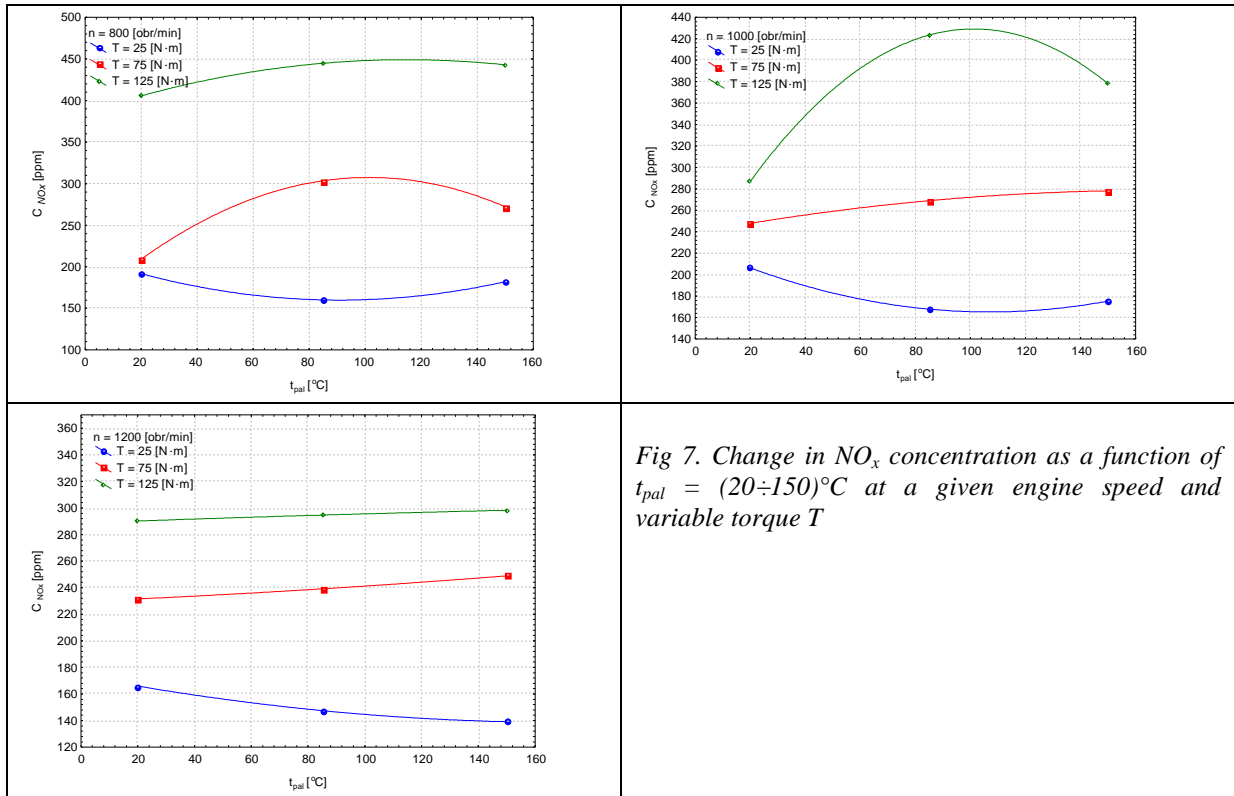 n = 800 [obr/min]
T = 25 [N·m]
T = 75 [N·m]
T = 125 [N·m]
500
450
400
350
300
250
200
150
100
C NOx [ppm]
0 20 40 60 80 100 120 140 160
tpal [°C]
n = 1000 [obr/min]
T = 25 [N·m]
T = 75 [N·m]
T = 125 [N·m]
440
420
400
380
360
340
320
300
280
260
240
220
200
180
160
140
C NOx [ppm]
0 20 40 60 80 100 120 140 160
tpal [°C]
n = 1200 [obr/min]
T = 25 [N·m]
T = 75 [N·m]
T = 125 [N·m]
360
340
320
300
280
260
240
220
200
180
160
140
120
C NOx [ppm]
0 20 40 60 80 100 120 140 160
tpal [°C]
Fig 7. Change in NOx concentration as a function of
tpal = (20÷150)°C at a given engine speed and
variable torque T